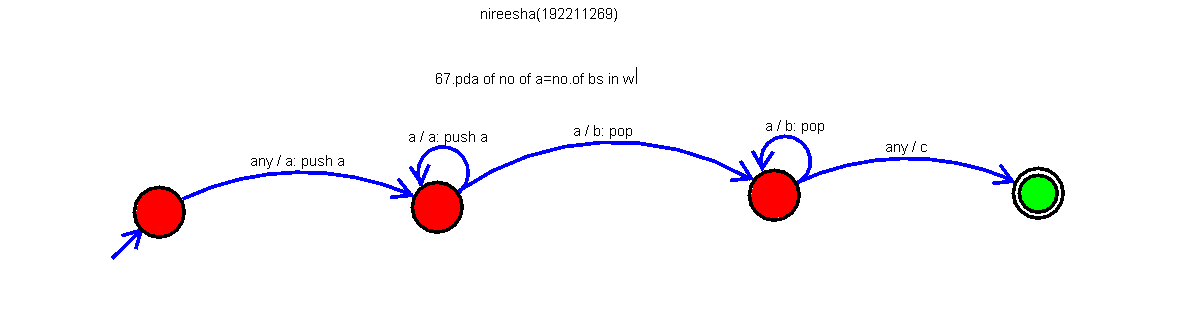 nireesha(192211269)
67.pda of no of a=no.of bs in w
any / a: push a
a / a: push a
a / b: pop
a / b: pop
any / c